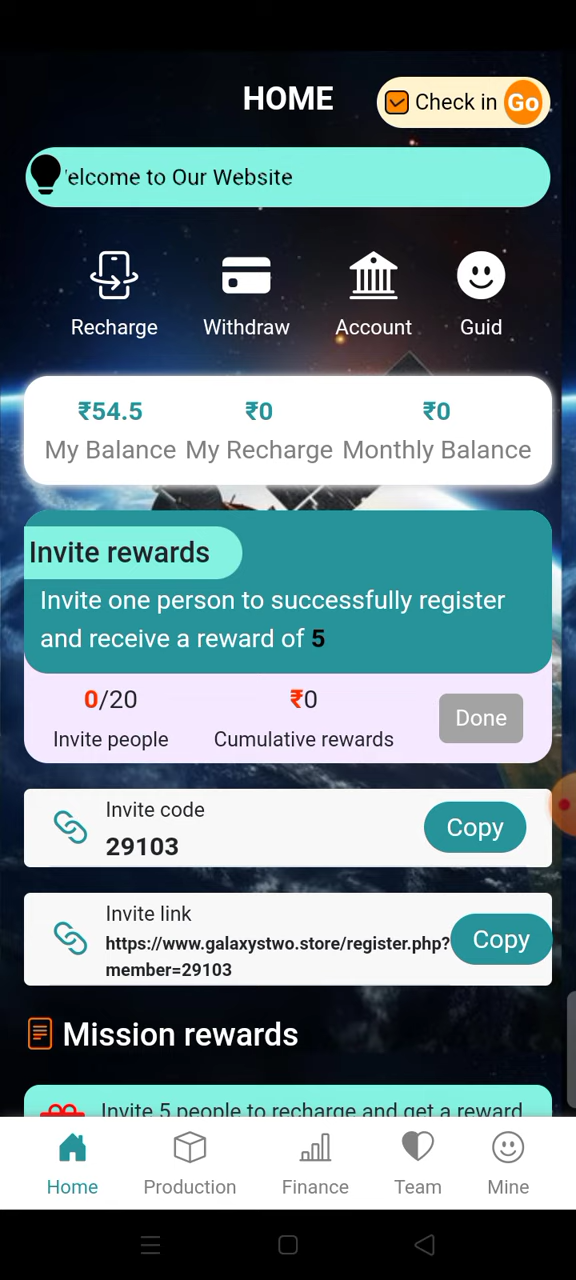 HOME
Check in Go
elcome to Our Website
Recharge Withdraw Account Guid
₹54.5 ₹0 ₹0
My Balance My Recharge Monthly Balance
Invite rewards
Invite one person to successfully register
and receive a reward of 5
0/20 ₹0
Done
Invite people Cumulative rewards
Invite code
29103
Copy
Invite link
https://www.galaxystwo.store/register.php?
member=29103
Copy
Mission rewards
Invite 5 people to recharge and get a reward
Home Production Finance Team Mine